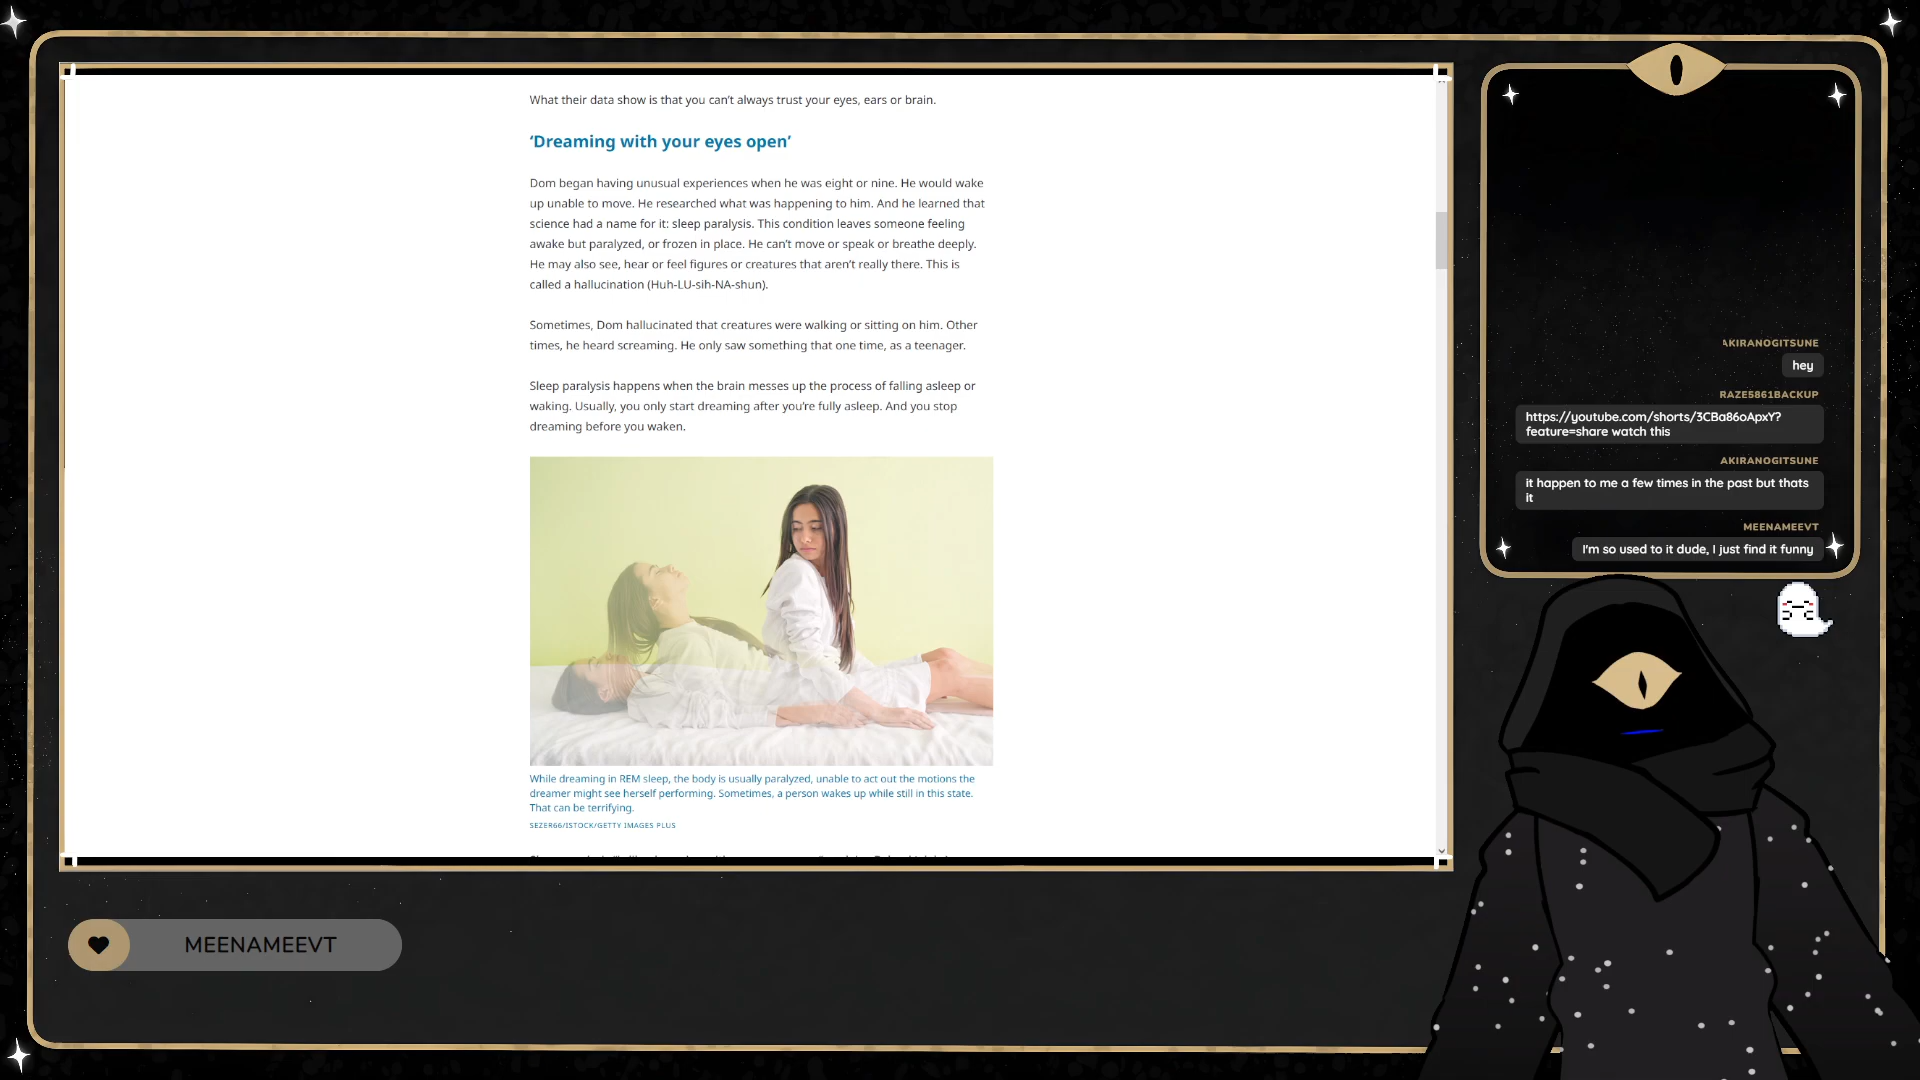 What their data show is that you can’t always trust your eyes, ears or brain.
‘Dreaming with your eyes open’
Dom began having unusual experiences when he was eight or nine. He would wake
up unable to move. He researched what was happening to him. And he learned that
science had a name for it: sleep paralysis. This condition leaves someone feeling
awake but paralyzed, or frozen in place. He can’t move or speak or breathe deeply.
He may also see, hear or feel figures or creatures that aren’t really there. This is
called a hallucination (Huh-LU-sih-NA-shun).
Sometimes, Dom hallucinated that creatures were walking or sitting on him. Other
times, he heard screaming. He only saw something that one time, as a teenager.
Sleep paralysis happens when the brain messes up the process of falling asleep or
waking. Usually, you only start dreaming after you’re fully asleep. And you stop
dreaming before you waken.
While dreaming in REM sleep, the body is usually paralyzed, unable to act out the motions the
dreamer might see herself performing. Sometimes, a person wakes up while still in this state.
That can be terrifying.
SEZER66/ISTOCK/GETTY IMAGES PLUS
AKIRANOGITSUNE
hey
RAZE5861BACKUP
https://youtube.com/shorts/3CBa86oApxY?
feature=share watch this
AKIRANOGITSUNE
it happen to me a few times in the past but thats
it
MEENAMEEVT
I'm so used to it dude, I just find it funny
MEENAMEEVT